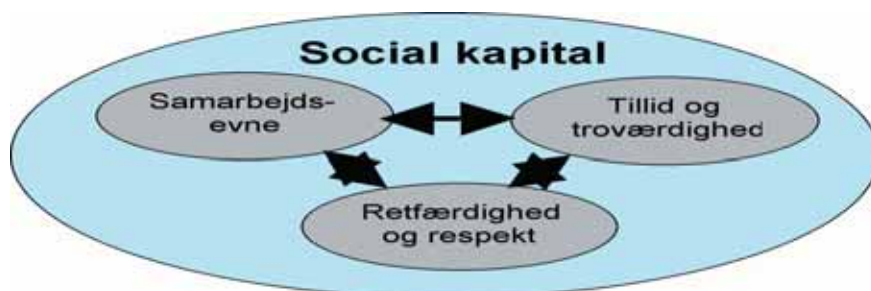 Social kapital
Samarbejds-
evne
Tillid og
troværdighed
Retfærdighed
og respekt